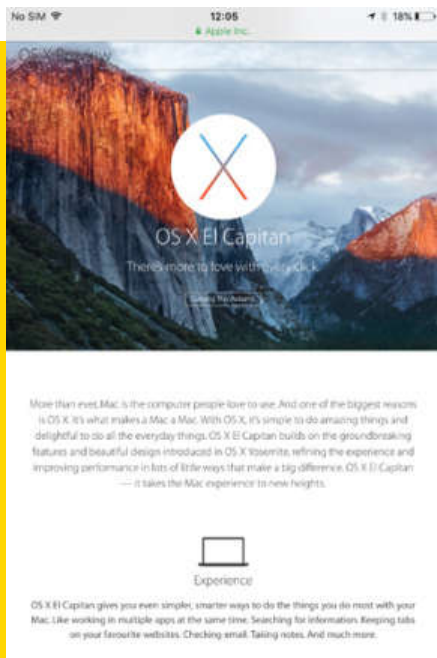 No SIM 12:05 18%
Apple Inc.
OS X Preview
OS X El Capitan
There's more to love with every click.
More than ever, Mac is the computer people love to use. And one of the biggest reasons
is OS X. It's what makes a Mac a Mac. With OS X, it's simple to do amazing things and
delightful to do all the everyday things. OS X El Capitan builds on the groundbreaking
features and beautiful design introduced in OS X Yosemite, refining the experience and
improving performance in lots of little ways that make a big difference. OS X El Capitan
— it takes the Mac experience to new heights.
Experience
OS X El Capitan gives you even simpler, smarter ways to do the things you do most with your
Mac. Like working in multiple apps at the same time. Searching for information. Keeping tabs
on your favourite websites. Checking email. Taking notes. And much more.